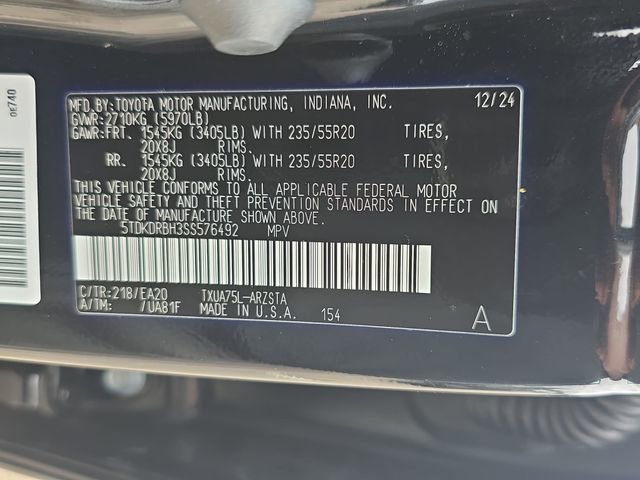 0E740
MFD.BY:TOYOTA MOTOR MANUFACTURING, INDIANA, INC. 12/24
GVWR:2710KG (5970LB)
GAWR:FRT. 1545KG (3405LB) WITH 235/55R20 TIRES,
20X8J RIMS.
RR. 1545KG (3405LB) WITH 235/55R20 TIRES,
20X8J RIMS.
THIS VEHICLE CONFORMS TO ALL APPLICABLE FEDERAL MOTOR
VEHICLE SAFETY AND THEFT PREVENTION STANDARDS IN EFFECT ON
THE DATE OF MANUFACTURE SHOWN ABOVE.
5TDKDRBH3SS576492 MPV
C/TR:218/EA20 TXUA75L-ARZSTA
A/TM: /UA81F MADE IN U.S.A. 154
A